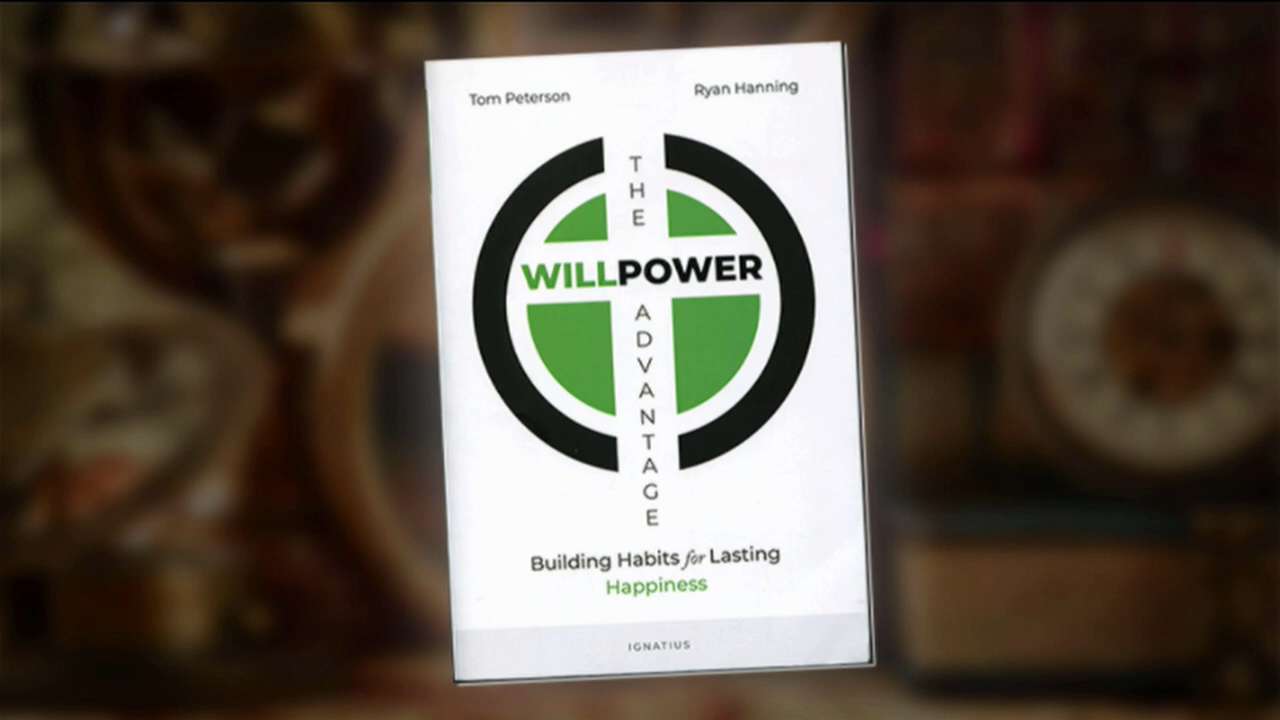 Tom Peterson
Ryan Hanning
THE
WILLPOWER
ADVANTAGE
Building Habits for Lasting
Happiness
IGNATIUS